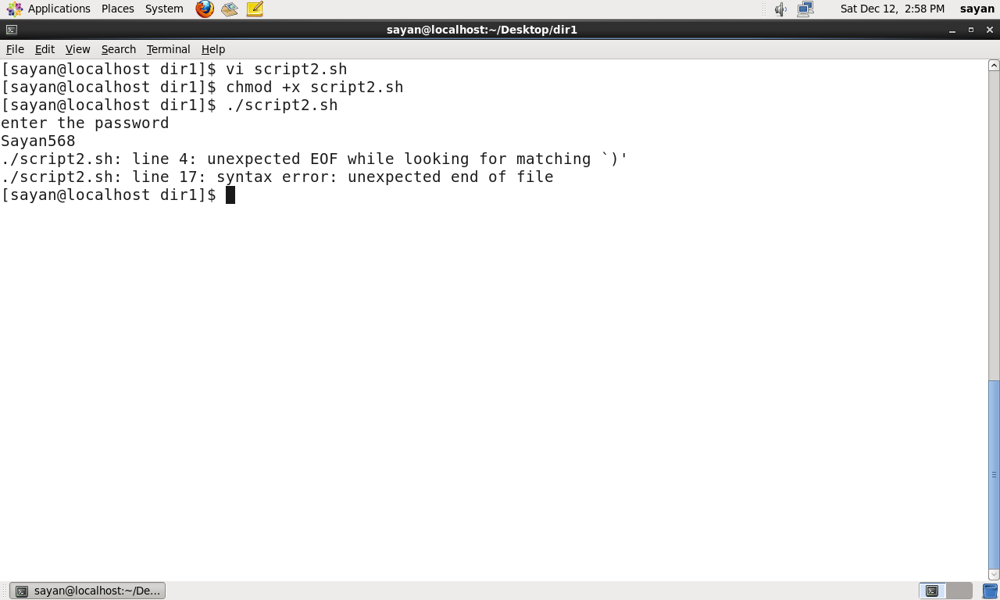 Applications Places System Sat Dec 12, 2:58 PM sayan
sayan@localhost:~/Desktop/dir1
File Edit View Search Terminal Help
[sayan@localhost dir1]$ vi script2.sh
[sayan@localhost dir1]$ chmod +x script2.sh
[sayan@localhost dir1]$ ./script2.sh
enter the password
Sayan568
./script2.sh: line 4: unexpected EOF while looking for matching `)'
./script2.sh: line 17: syntax error: unexpected end of file
[sayan@localhost dir1]$
sayan@localhost:~/De...